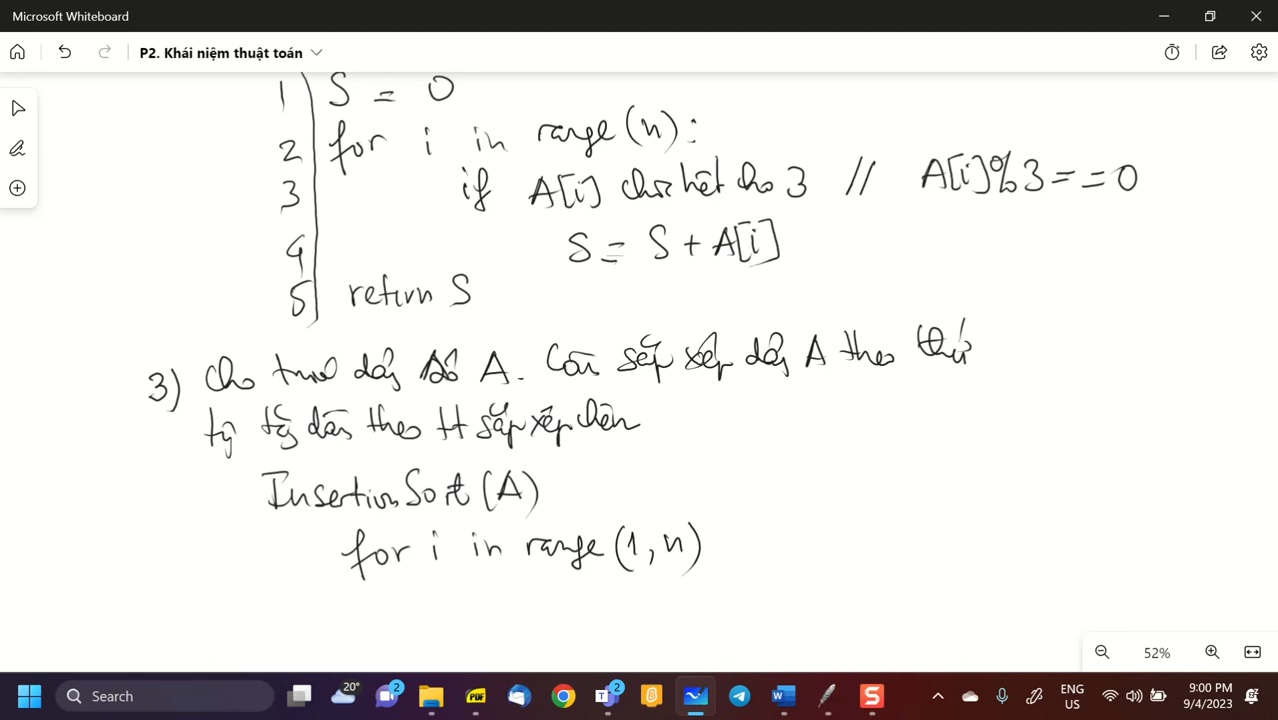 Microsoft Whiteboard
P2. Khái niệm thuật toán
1 S = 0
2 for i in range(n):
3 if A[i] chia hết cho 3 // A[i]%3==0
4 S = S + A[i]
5 return S
3) Cho trước dãy số A. Cần sắp xếp dãy A theo thứ
tự tăng dần theo tt sắp xếp chèn
InsertionSort(A)
for i in range(1, n)
52%
Search
20°
2
2
ENG
US
9:00 PM
9/4/2023